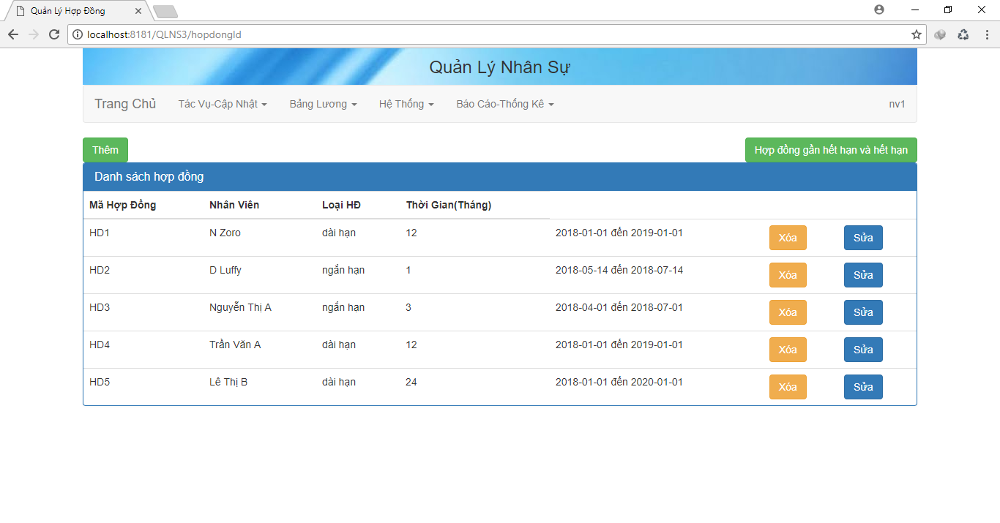 Quản Lý Hợp Đồng
localhost:8181/QLNS3/hopdongld
Quản Lý Nhân Sự
Trang Chủ Tác Vụ-Cập Nhật Bảng Lương Hệ Thống Báo Cáo-Thống Kê nv1
Thêm Hợp đồng gần hết hạn và hết hạn
Danh sách hợp đồng
Mã Hợp Đồng Nhân Viên Loại HĐ Thời Gian(Tháng)
HD1 N Zoro dài hạn 12 2018-01-01 đến 2019-01-01 Xóa Sửa
HD2 D Luffy ngắn hạn 1 2018-05-14 đến 2018-07-14 Xóa Sửa
HD3 Nguyễn Thị A ngắn hạn 3 2018-04-01 đến 2018-07-01 Xóa Sửa
HD4 Trần Văn A dài hạn 12 2018-01-01 đến 2019-01-01 Xóa Sửa
HD5 Lê Thị B dài hạn 24 2018-01-01 đến 2020-01-01 Xóa Sửa